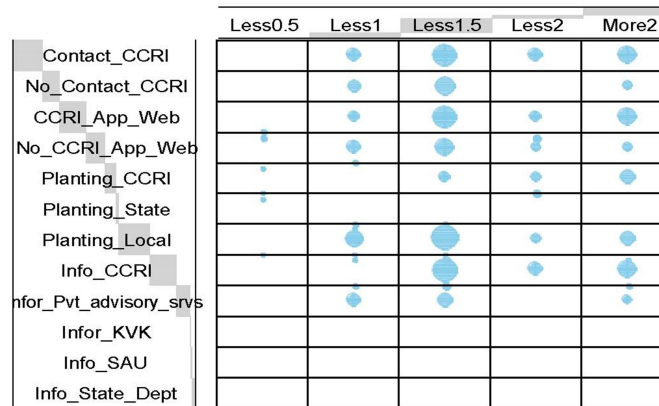 Less0.5 Less1 Less1.5 Less2 More2
Contact_CCRI
No_Contact_CCRI
CCRI_App_Web
No_CCRI_App_Web
Planting_CCRI
Planting_State
Planting_Local
Info_CCRI
nfor_Pvt_advisory_srvs
Infor_KVK
Info_SAU
Info_State_Dept